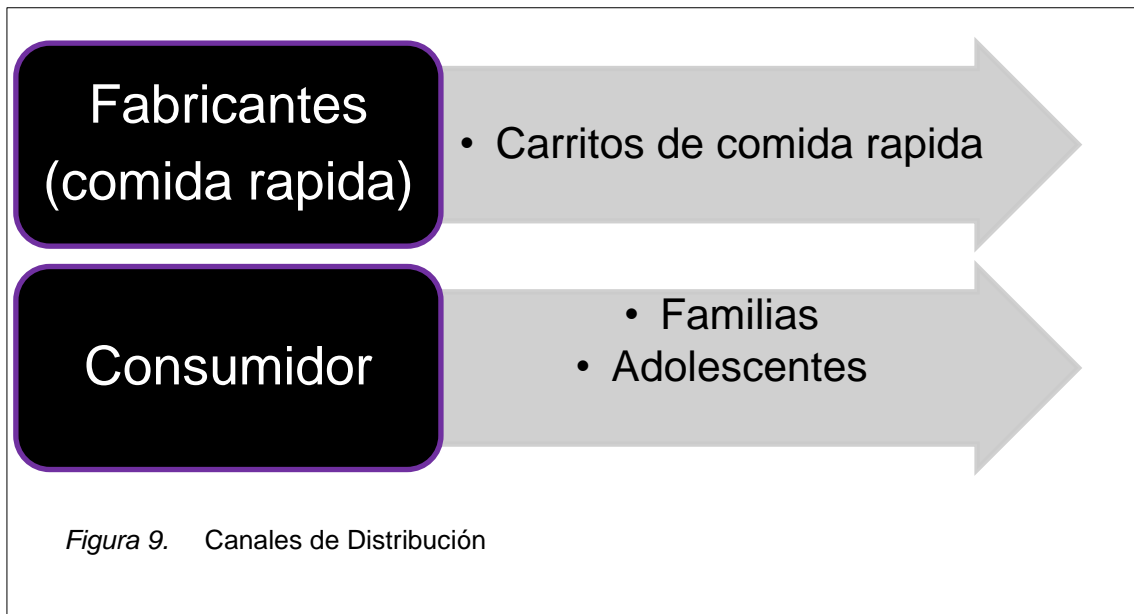 Fabricantes
(comida rapida)
• Carritos de comida rapida
Consumidor
• Familias
• Adolescentes
Figura 9. Canales de Distribución